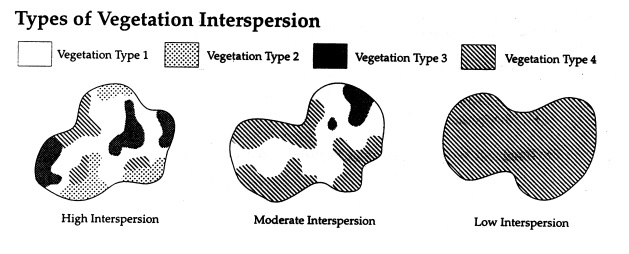 Types of Vegetation Interspersion
Vegetation Type 1 Vegetation Type 2 Vegetation Type 3 Vegetation Type 4
High Interspersion Moderate Interspersion Low Interspersion